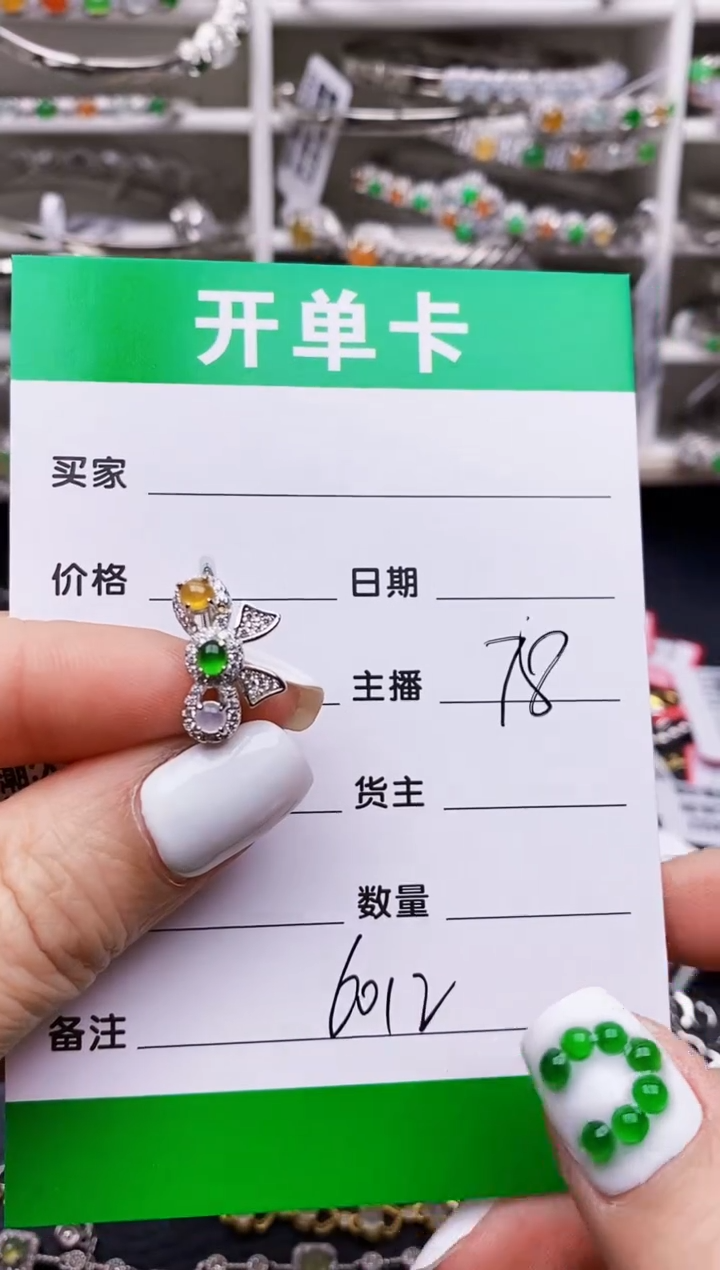 开单卡
买家
价格 日期
主播 78
货主
数量
备注 6012